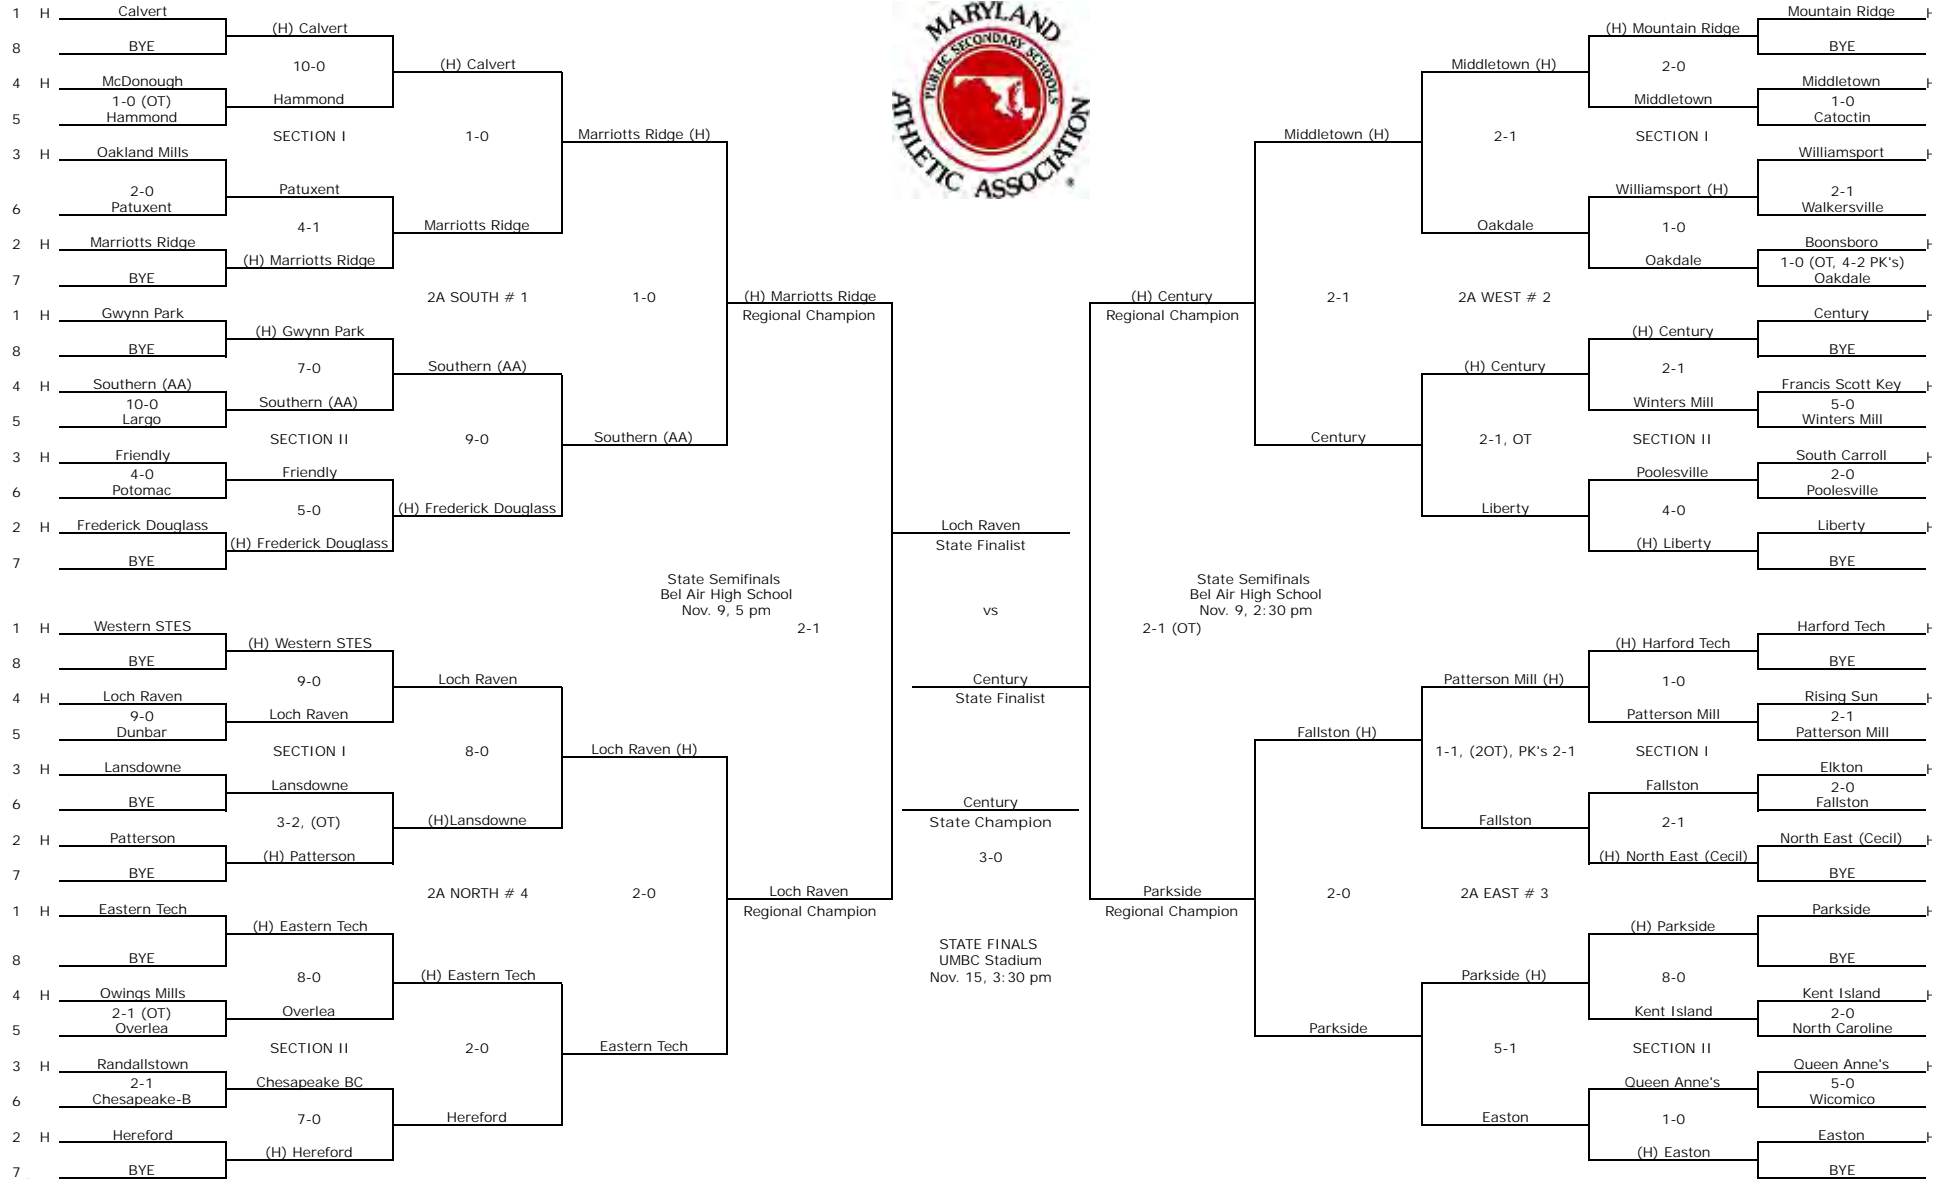 MARYLAND
PUBLIC SECONDARY SCHOOLS
ATHLETIC ASSOCIATION
®
1 H Calvert
8 BYE
4 H McDonough
1-0 (OT)
5 Hammond
3 H Oakland Mills
2-0
6 Patuxent
2 H Marriotts Ridge
7 BYE
1 H Gwynn Park
8 BYE
4 H Southern (AA)
10-0
5 Largo
3 H Friendly
4-0
6 Potomac
2 H Frederick Douglass
7 BYE
(H) Calvert
10-0
Hammond
SECTION I
Patuxent
4-1
(H) Marriotts Ridge
(H) Gwynn Park
7-0
Southern (AA)
SECTION II
Friendly
5-0
(H) Frederick Douglass
(H) Calvert
1-0
Marriotts Ridge
2A SOUTH # 1
Southern (AA)
9-0
(H) Frederick Douglass
Marriotts Ridge (H)
1-0
Southern (AA)
(H) Marriotts Ridge
Regional Champion
1 H Western STES
8 BYE
4 H Loch Raven
9-0
5 Dunbar
3 H Lansdowne
6 BYE
2 H Patterson
7 BYE
1 H Eastern Tech
8 BYE
4 H Owings Mills
2-1 (OT)
5 Overlea
3 H Randallstown
2-1
6 Chesapeake-B
2 H Hereford
7 BYE
(H) Western STES
9-0
Loch Raven
SECTION I
Lansdowne
3-2, (OT)
(H) Patterson
(H) Eastern Tech
8-0
Overlea
SECTION II
Chesapeake BC
7-0
(H) Hereford
Loch Raven
8-0
(H)Lansdowne
2A NORTH # 4
(H) Eastern Tech
2-0
Hereford
Loch Raven (H)
2-0
Eastern Tech
Loch Raven
Regional Champion
State Semifinals
Bel Air High School
Nov. 9, 5 pm
2-1
Loch Raven
State Finalist
vs
Century
State Finalist
Century
State Champion
3-0
STATE FINALS
UMBC Stadium
Nov. 15, 3:30 pm
State Semifinals
Bel Air High School
Nov. 9, 2:30 pm
2-1 (OT)
(H) Century
Regional Champion
Middletown (H)
2-1
Century
Middletown (H)
2-1
Oakdale
2A WEST # 2
(H) Century
2-1, OT
Liberty
(H) Mountain Ridge
2-0
Middletown
SECTION I
Williamsport (H)
1-0
Oakdale
(H) Century
2-1
Winters Mill
SECTION II
Poolesville
4-0
(H) Liberty
Mountain Ridge H
BYE
Middletown H
1-0
Catoctin
Williamsport H
2-1
Walkersville
Boonsboro H
1-0 (OT, 4-2 PK's)
Oakdale
Century H
BYE
Francis Scott Key H
5-0
Winters Mill
South Carroll H
2-0
Poolesville
Liberty H
BYE
Parkside
Regional Champion
Fallston (H)
2-0
Parkside
Patterson Mill (H)
1-1, (2OT), PK's 2-1
Fallston
2A EAST # 3
Parkside (H)
5-1
Easton
(H) Harford Tech
1-0
Patterson Mill
SECTION I
Fallston
2-1
(H) North East (Cecil)
(H) Parkside
8-0
Kent Island
SECTION II
Queen Anne's
1-0
(H) Easton
Harford Tech H
BYE
Rising Sun H
2-1
Patterson Mill
Elkton H
2-0
Fallston
North East (Cecil) H
BYE
Parkside H
BYE
Kent Island H
2-0
North Caroline
Queen Anne's H
5-0
Wicomico
Easton H
BYE